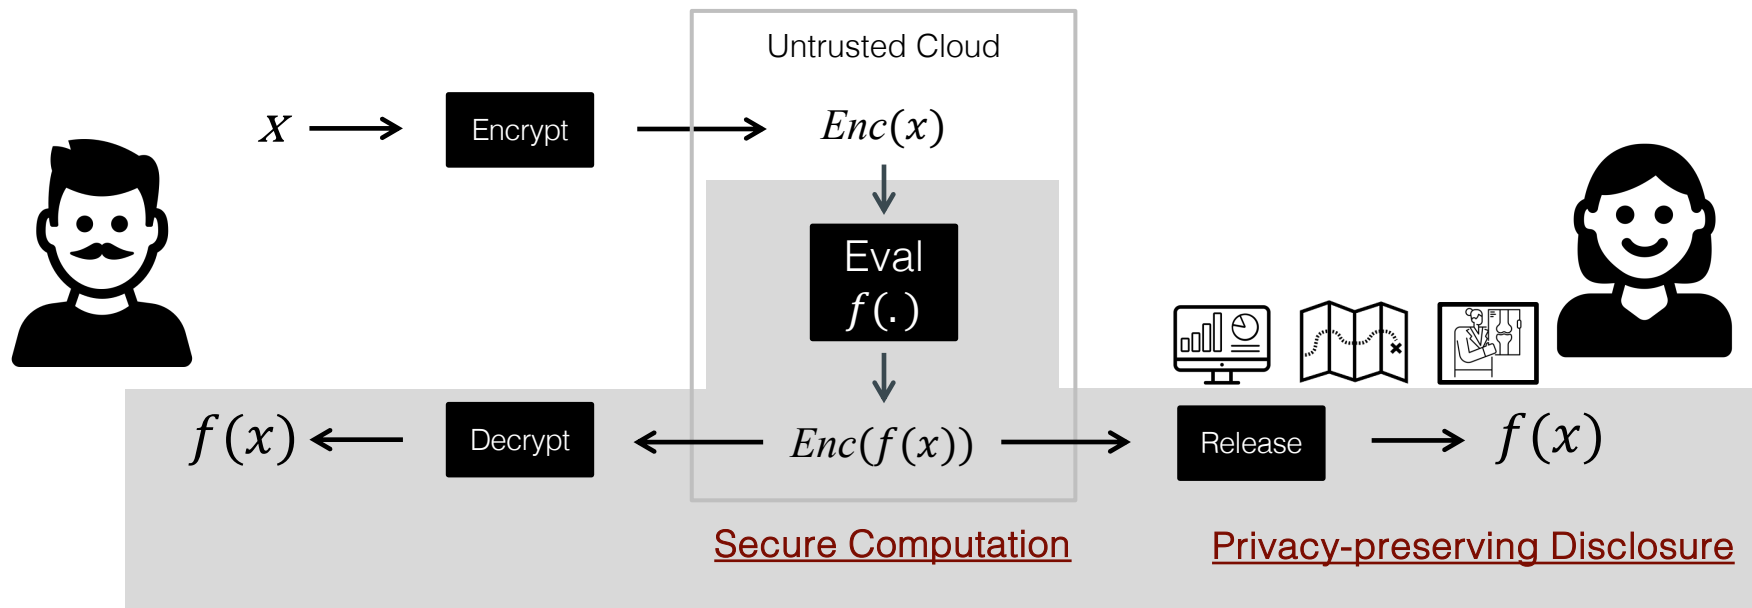 Untrusted Cloud
x
Encrypt
Enc(x)
Eval
f(.)
f(x)
Decrypt
Enc(f(x))
Release
f(x)
Secure Computation
Privacy-preserving Disclosure